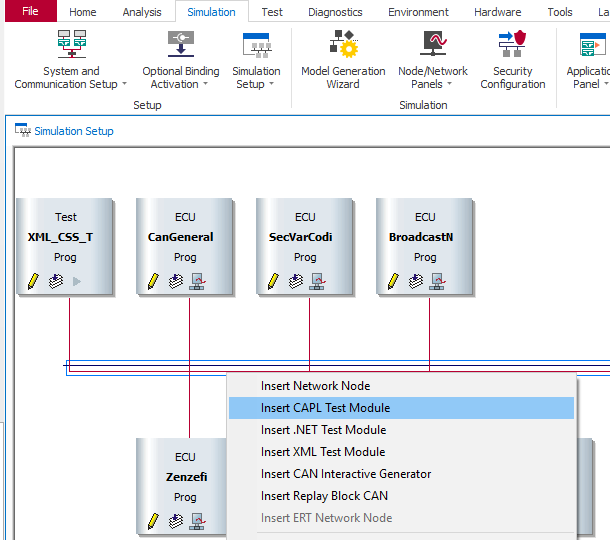 File Home Analysis Simulation Test Diagnostics Environment Hardware Tools La
System and Communication Setup
Optional Binding Activation
Simulation Setup
Model Generation Wizard
Node/Network Panels
Security Configuration
Applicatic Panel
Setup Simulation
Simulation Setup
Test ECU ECU ECU
XML_CSS_T CanGeneral SecVarCodi BroadcastN
Prog Prog Prog Prog
Insert Network Node
Insert CAPL Test Module
Insert .NET Test Module
Insert XML Test Module
Insert CAN Interactive Generator
Insert Replay Block CAN
Insert ERT Network Node
ECU
Zenzefi
Prog